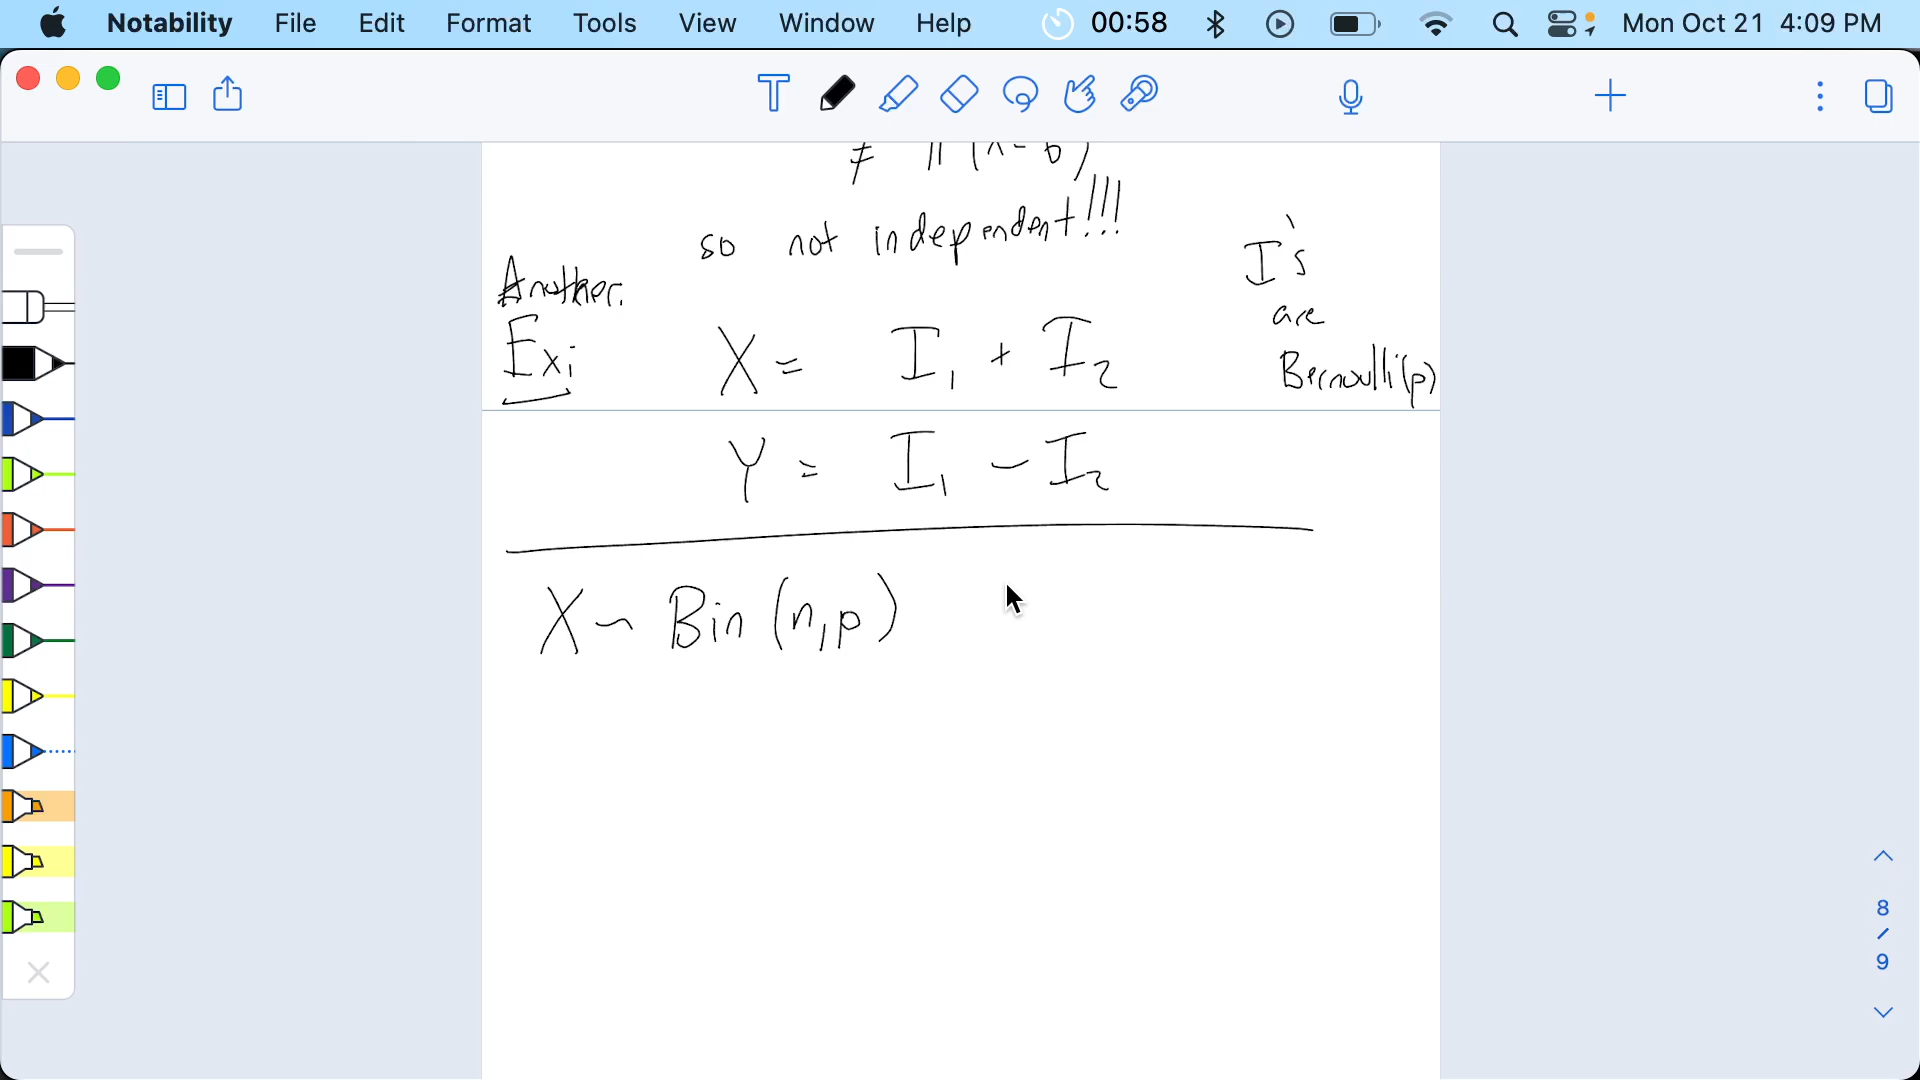 Notability File Edit Format Tools View Window Help 00:58 Mon Oct 21 4:09 PM
so not independent!!!
Another
Ex: X = I₁ + I₂
I's
are
Bernoulli(p)
Y = I₁ - I₂
X ~ Bin (n,p)
8
/
9